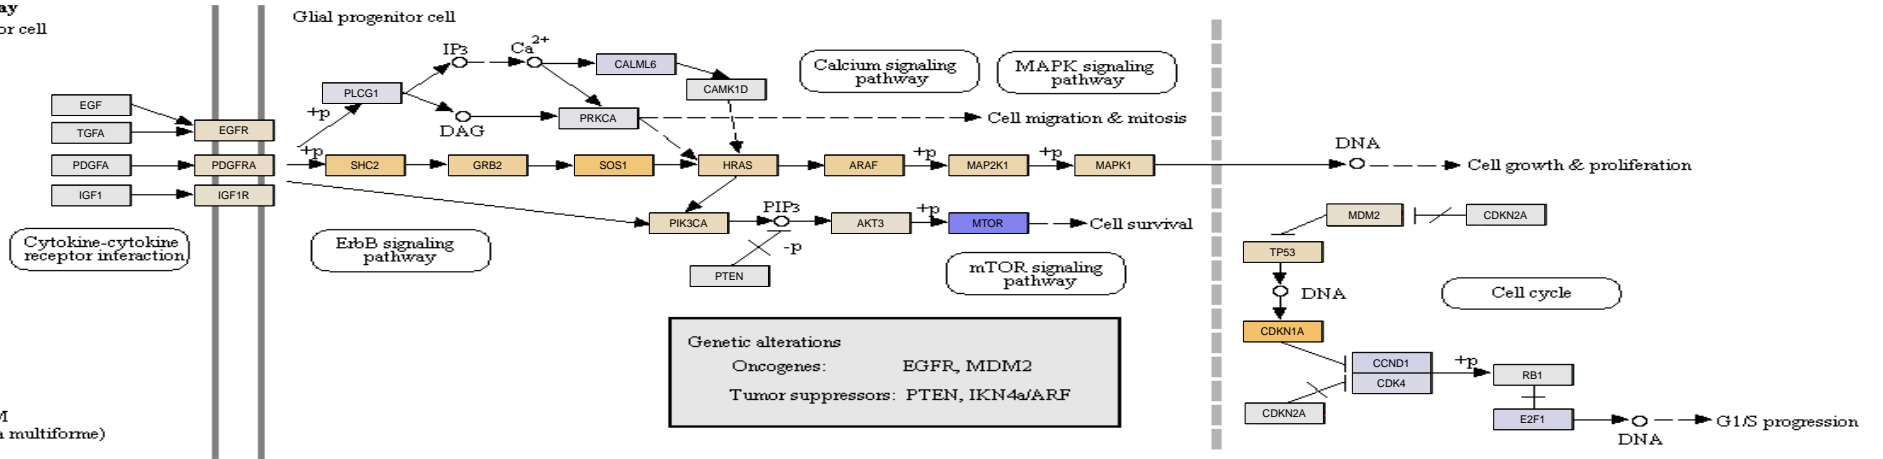 ay
or cell
Glial progenitor cell
IP3
Ca2+
CALML6
CAMK1D
Calcium signaling
pathway
MAPK signaling
pathway
PLCG1
+p
DAG
PRKCA
Cell migration & mitosis
EGF
TGFA
PDGFA
IGF1
EGFR
PDGFRA
IGF1R
+p
SHC2
GRB2
SOS1
HRAS
ARAF
+p
MAP2K1
+p
MAPK1
DNA
Cell growth & proliferation
PIK3CA
PIP3
-p
AKT3
+p
MTOR
Cell survival
PTEN
Cytokine-cytokine
receptor interaction
ErbB signaling
pathway
mTOR signaling
pathway
MDM2
CDKN2A
TP53
DNA
Cell cycle
CDKN1A
CCND1
CDK4
+p
RB1
CDKN2A
E2F1
DNA
G1/S progression
Genetic alterations
Oncogenes: EGFR, MDM2
Tumor suppressors: PTEN, IKN4a/ARF
M
a multiforme)